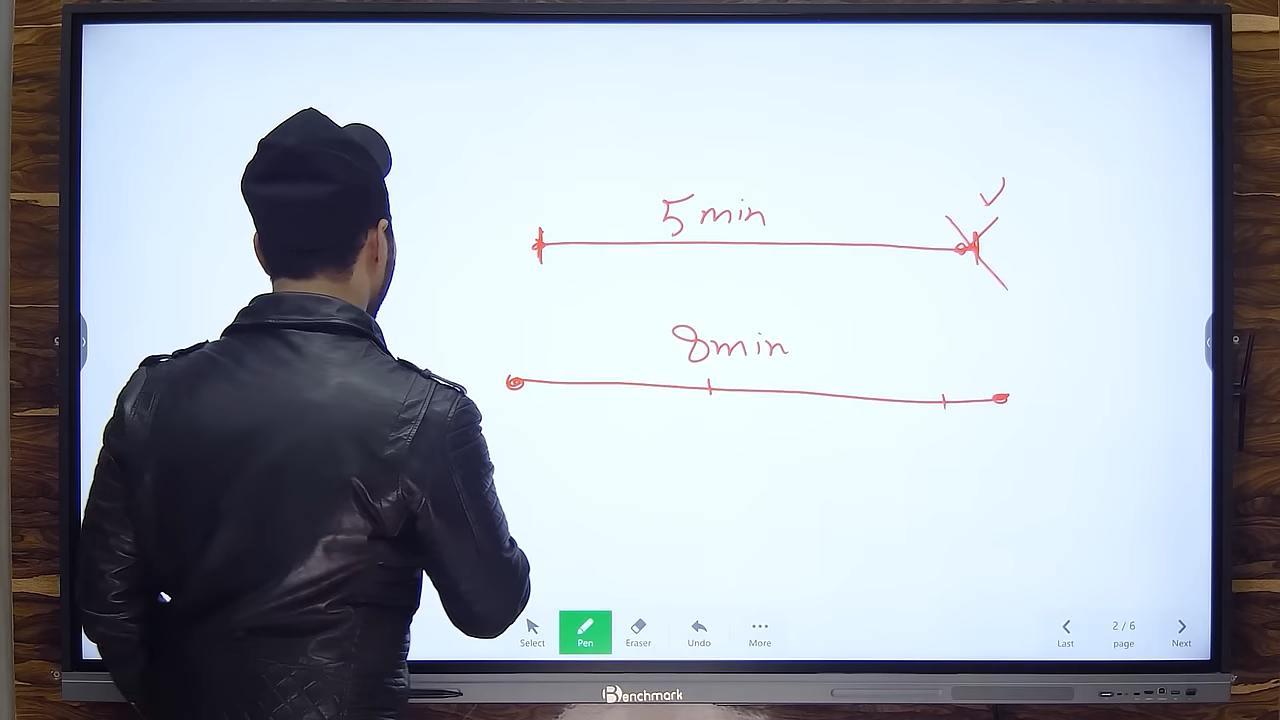 5 min
8 min
Select Pen Eraser Undo More
Last 2 / 6 page Next
Benchmark